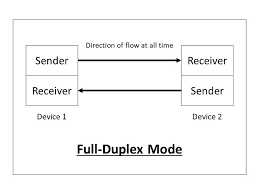 Direction of flow at all time
Sender Receiver
Receiver Sender
Device 1 Device 2
Full-Duplex Mode